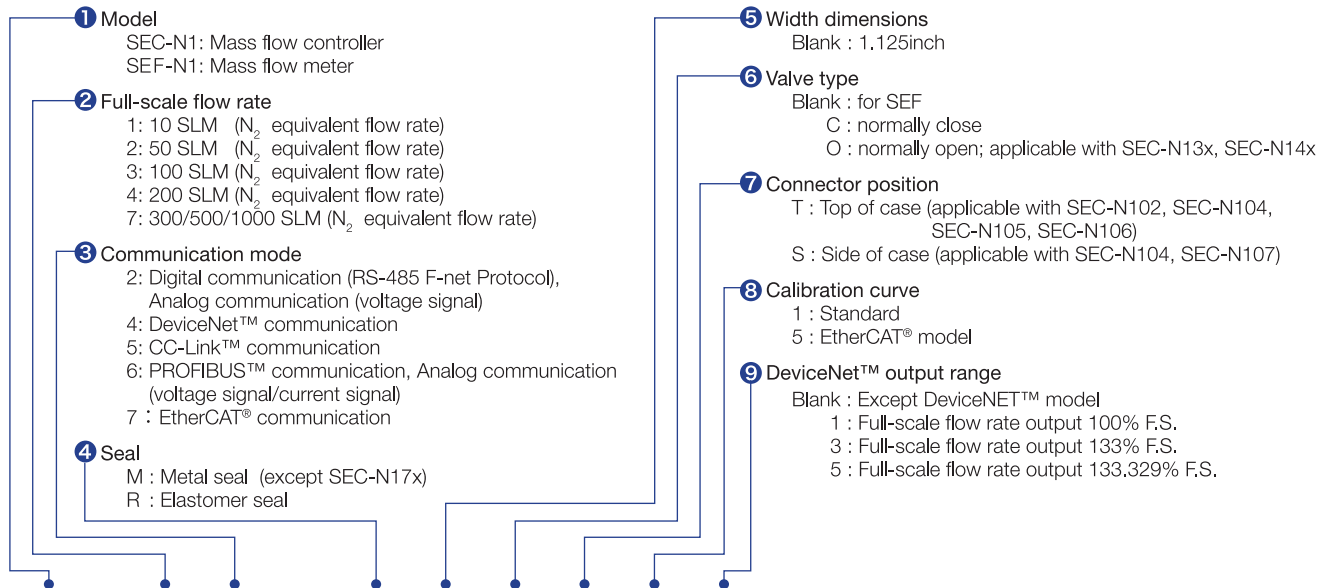 1 Model
SEC-N1: Mass flow controller
SEF-N1: Mass flow meter
2 Full-scale flow rate
1: 10 SLM (N2 equivalent flow rate)
2: 50 SLM (N2 equivalent flow rate)
3: 100 SLM (N2 equivalent flow rate)
4: 200 SLM (N2 equivalent flow rate)
7: 300/500/1000 SLM (N2 equivalent flow rate)
3 Communication mode
2: Digital communication (RS-485 F-net Protocol),
Analog communication (voltage signal)
4: DeviceNet™ communication
5: CC-Link™ communication
6: PROFIBUS™ communication, Analog communication
(voltage signal/current signal)
7 : EtherCAT® communication
4 Seal
M : Metal seal (except SEC-N17x)
R : Elastomer seal
5 Width dimensions
Blank : 1.125inch
6 Valve type
Blank : for SEF
C : normally close
O : normally open; applicable with SEC-N13x, SEC-N14x
7 Connector position
T : Top of case (applicable with SEC-N102, SEC-N104,
SEC-N105, SEC-N106)
S : Side of case (applicable with SEC-N104, SEC-N107)
8 Calibration curve
1 : Standard
5 : EtherCAT® model
9 DeviceNet™ output range
Blank : Except DeviceNET™ model
1 : Full-scale flow rate output 100% F.S.
3 : Full-scale flow rate output 133% F.S.
5 : Full-scale flow rate output 133.329% F.S.